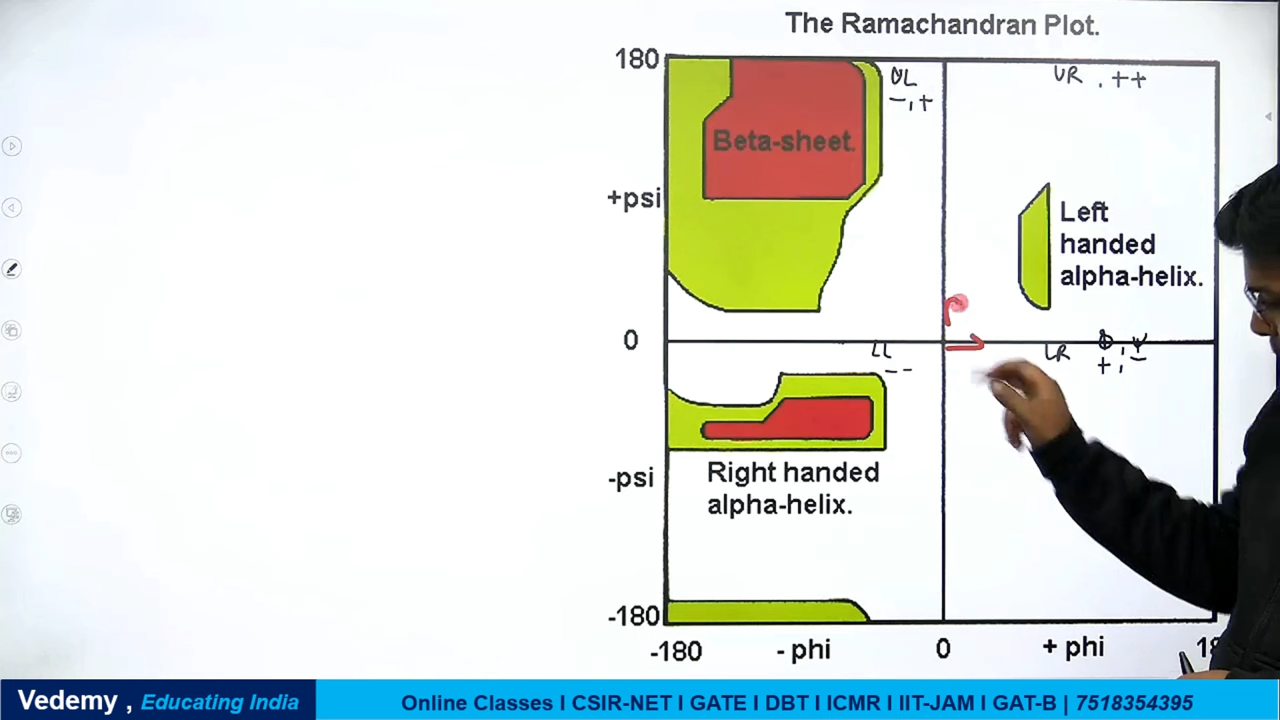 The Ramachandran Plot.
180
UL
-,+
UR , ++
Beta-sheet.
+psi
Left
handed
alpha-helix.
0
LL
--
LR
Φ, Ψ
+, -
-psi
Right handed
alpha-helix.
-180
-180
- phi
0
+ phi
18
Vedemy , Educating India
Online Classes I CSIR-NET I GATE I DBT I ICMR I IIT-JAM I GAT-B | 7518354395